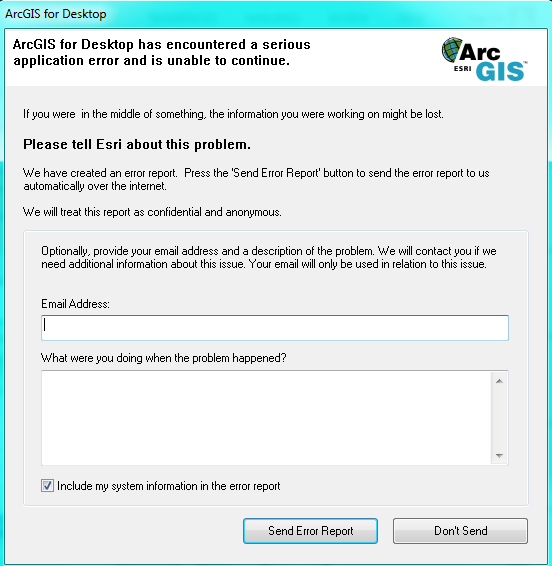 ArcGIS for Desktop
ArcGIS for Desktop has encountered a serious
application error and is unable to continue.
Arc
ESRI GIS™
If you were  in the middle of something, the information you were working on might be lost.
Please tell Esri about this problem.
We have created an error report.  Press the 'Send Error Report' button to send the error report to us
automatically over the internet.
We will treat this report as confidential and anonymous.
Optionally, provide your email address and a description of the problem. We will contact you if we
need additional information about this issue. Your email will only be used in relation to this issue.
Email Address:
What were you doing when the problem happened?
Include my system information in the error report
Send Error Report
Don't Send